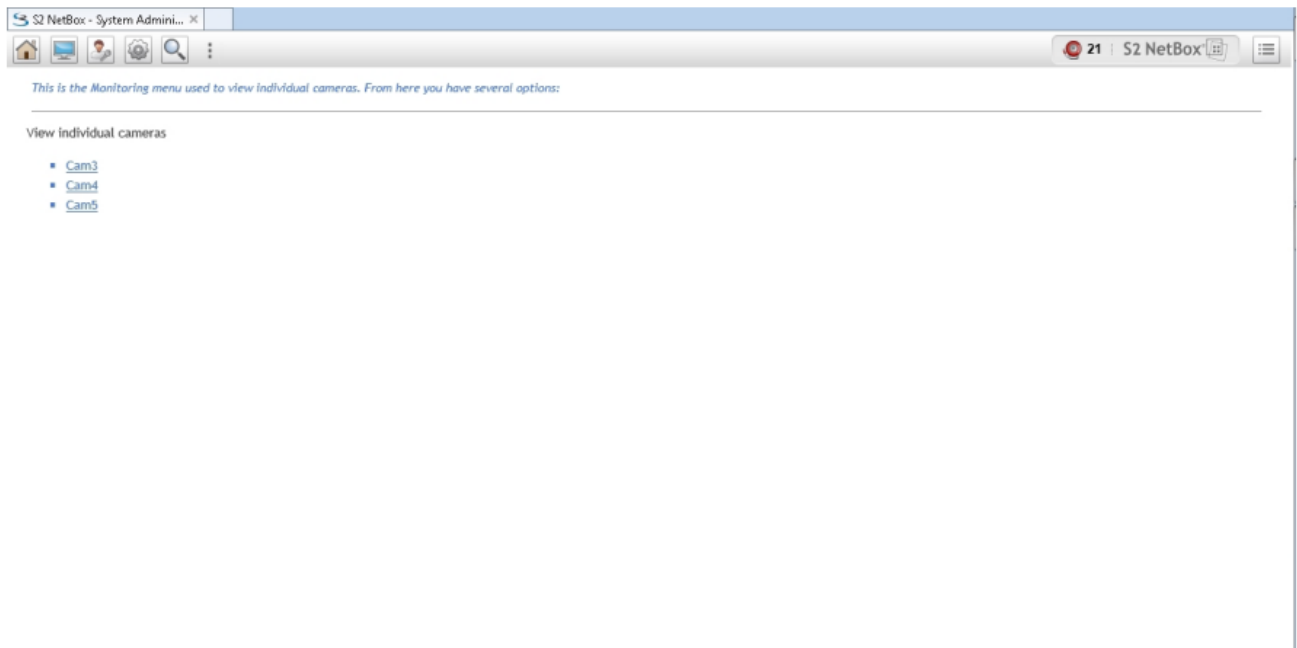 S2 NetBox - System Admini...
21 S2 NetBox
This is the Monitoring menu used to view individual cameras. From here you have several options:
View individual cameras
Cam3
Cam4
Cam5